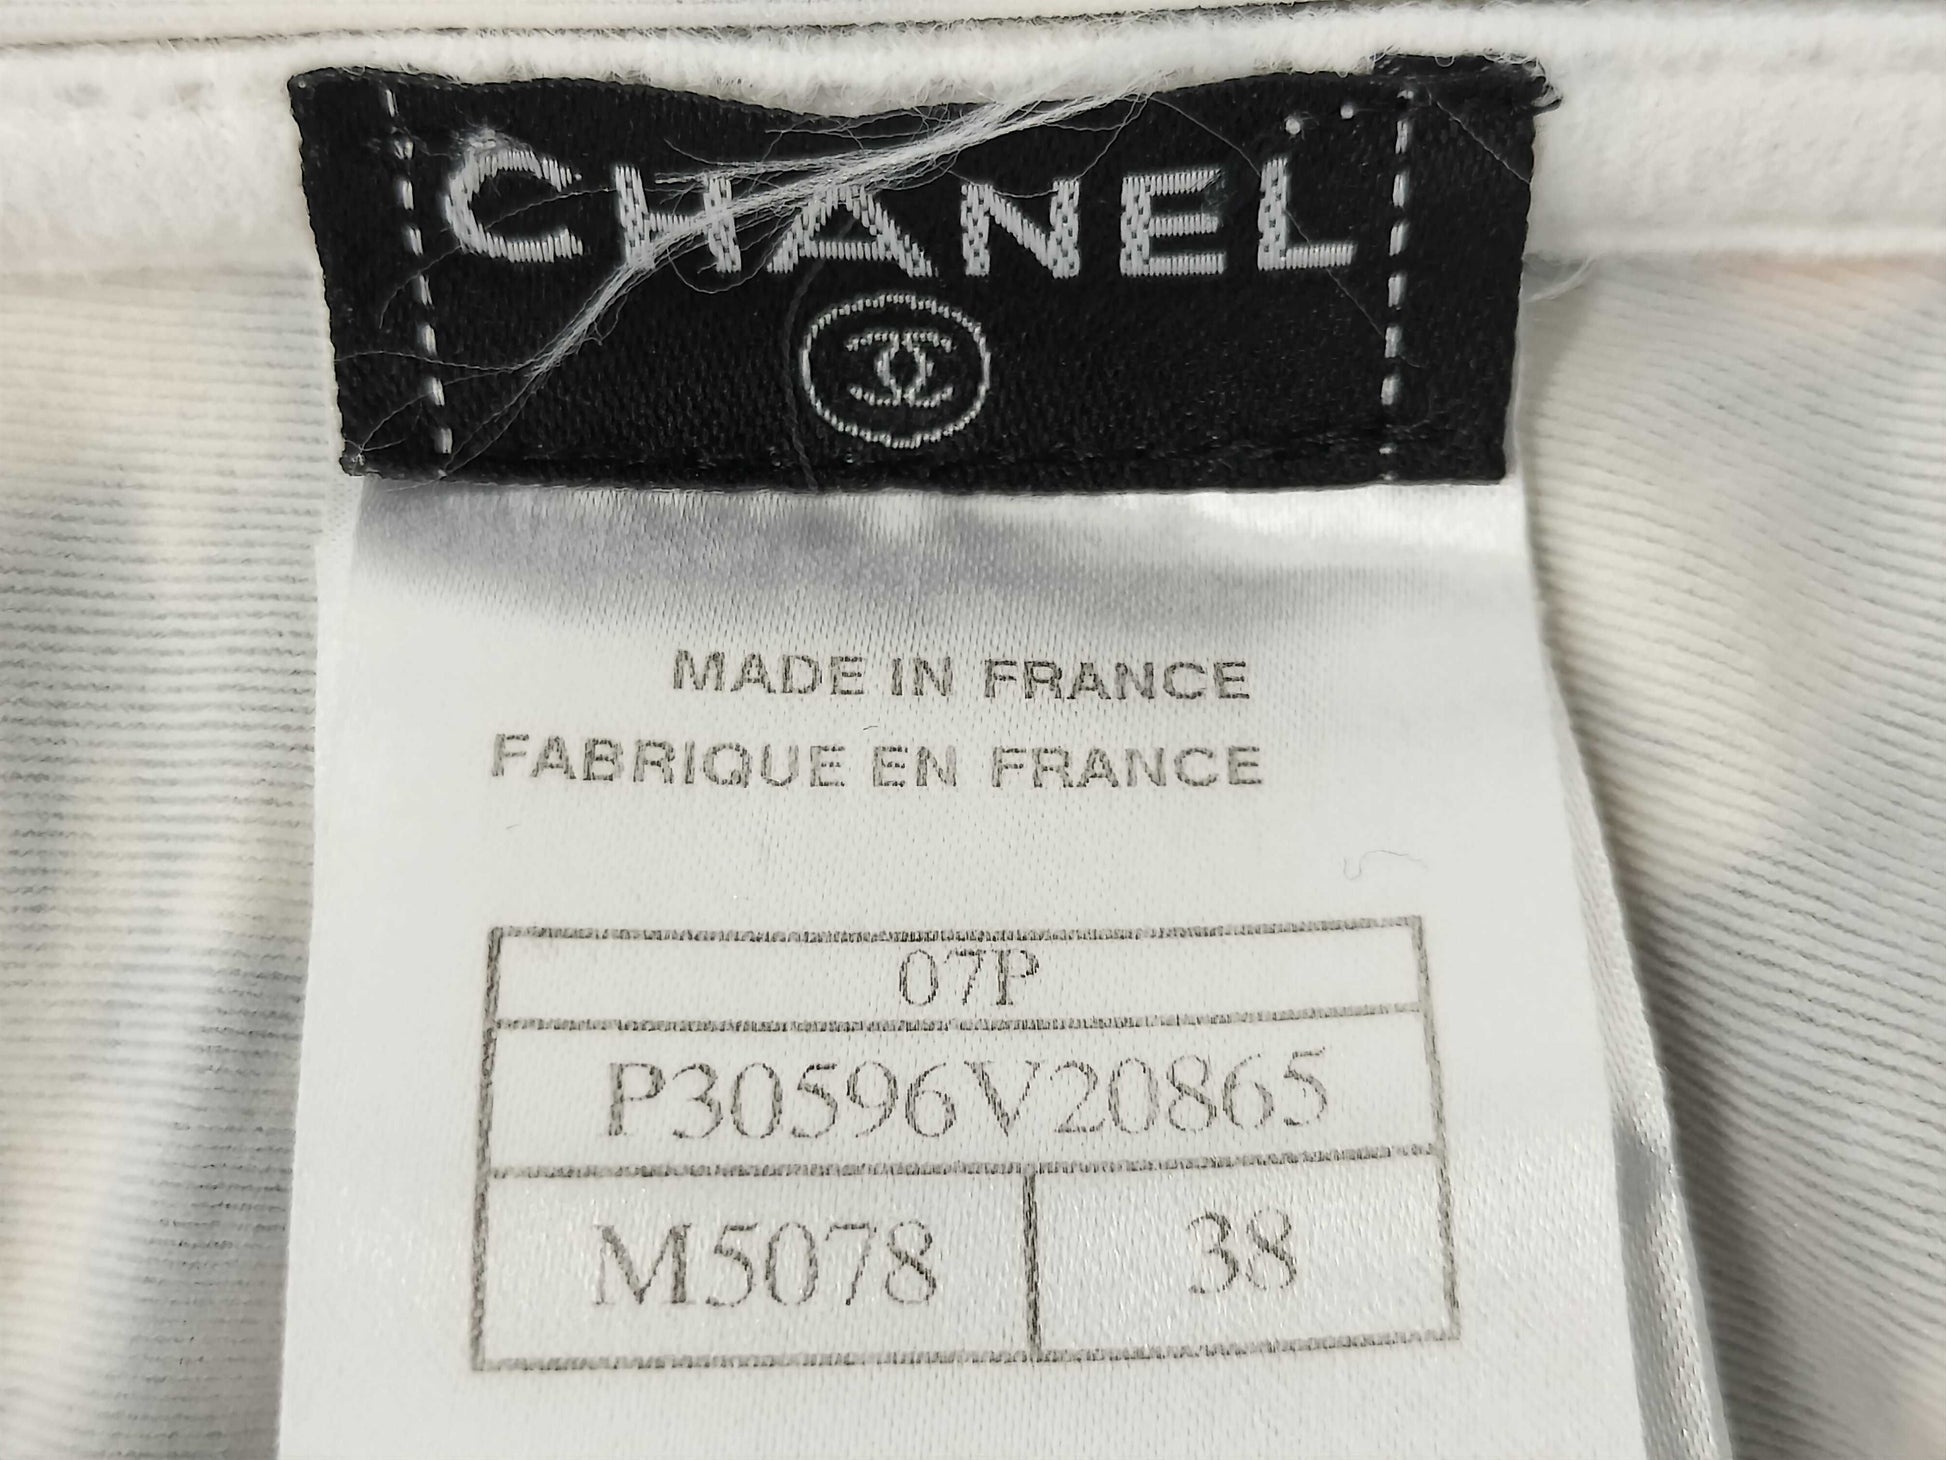 CHANEL
MADE IN FRANCE
FABRIQUE EN FRANCE
07P
P30596V20865
M5078 38